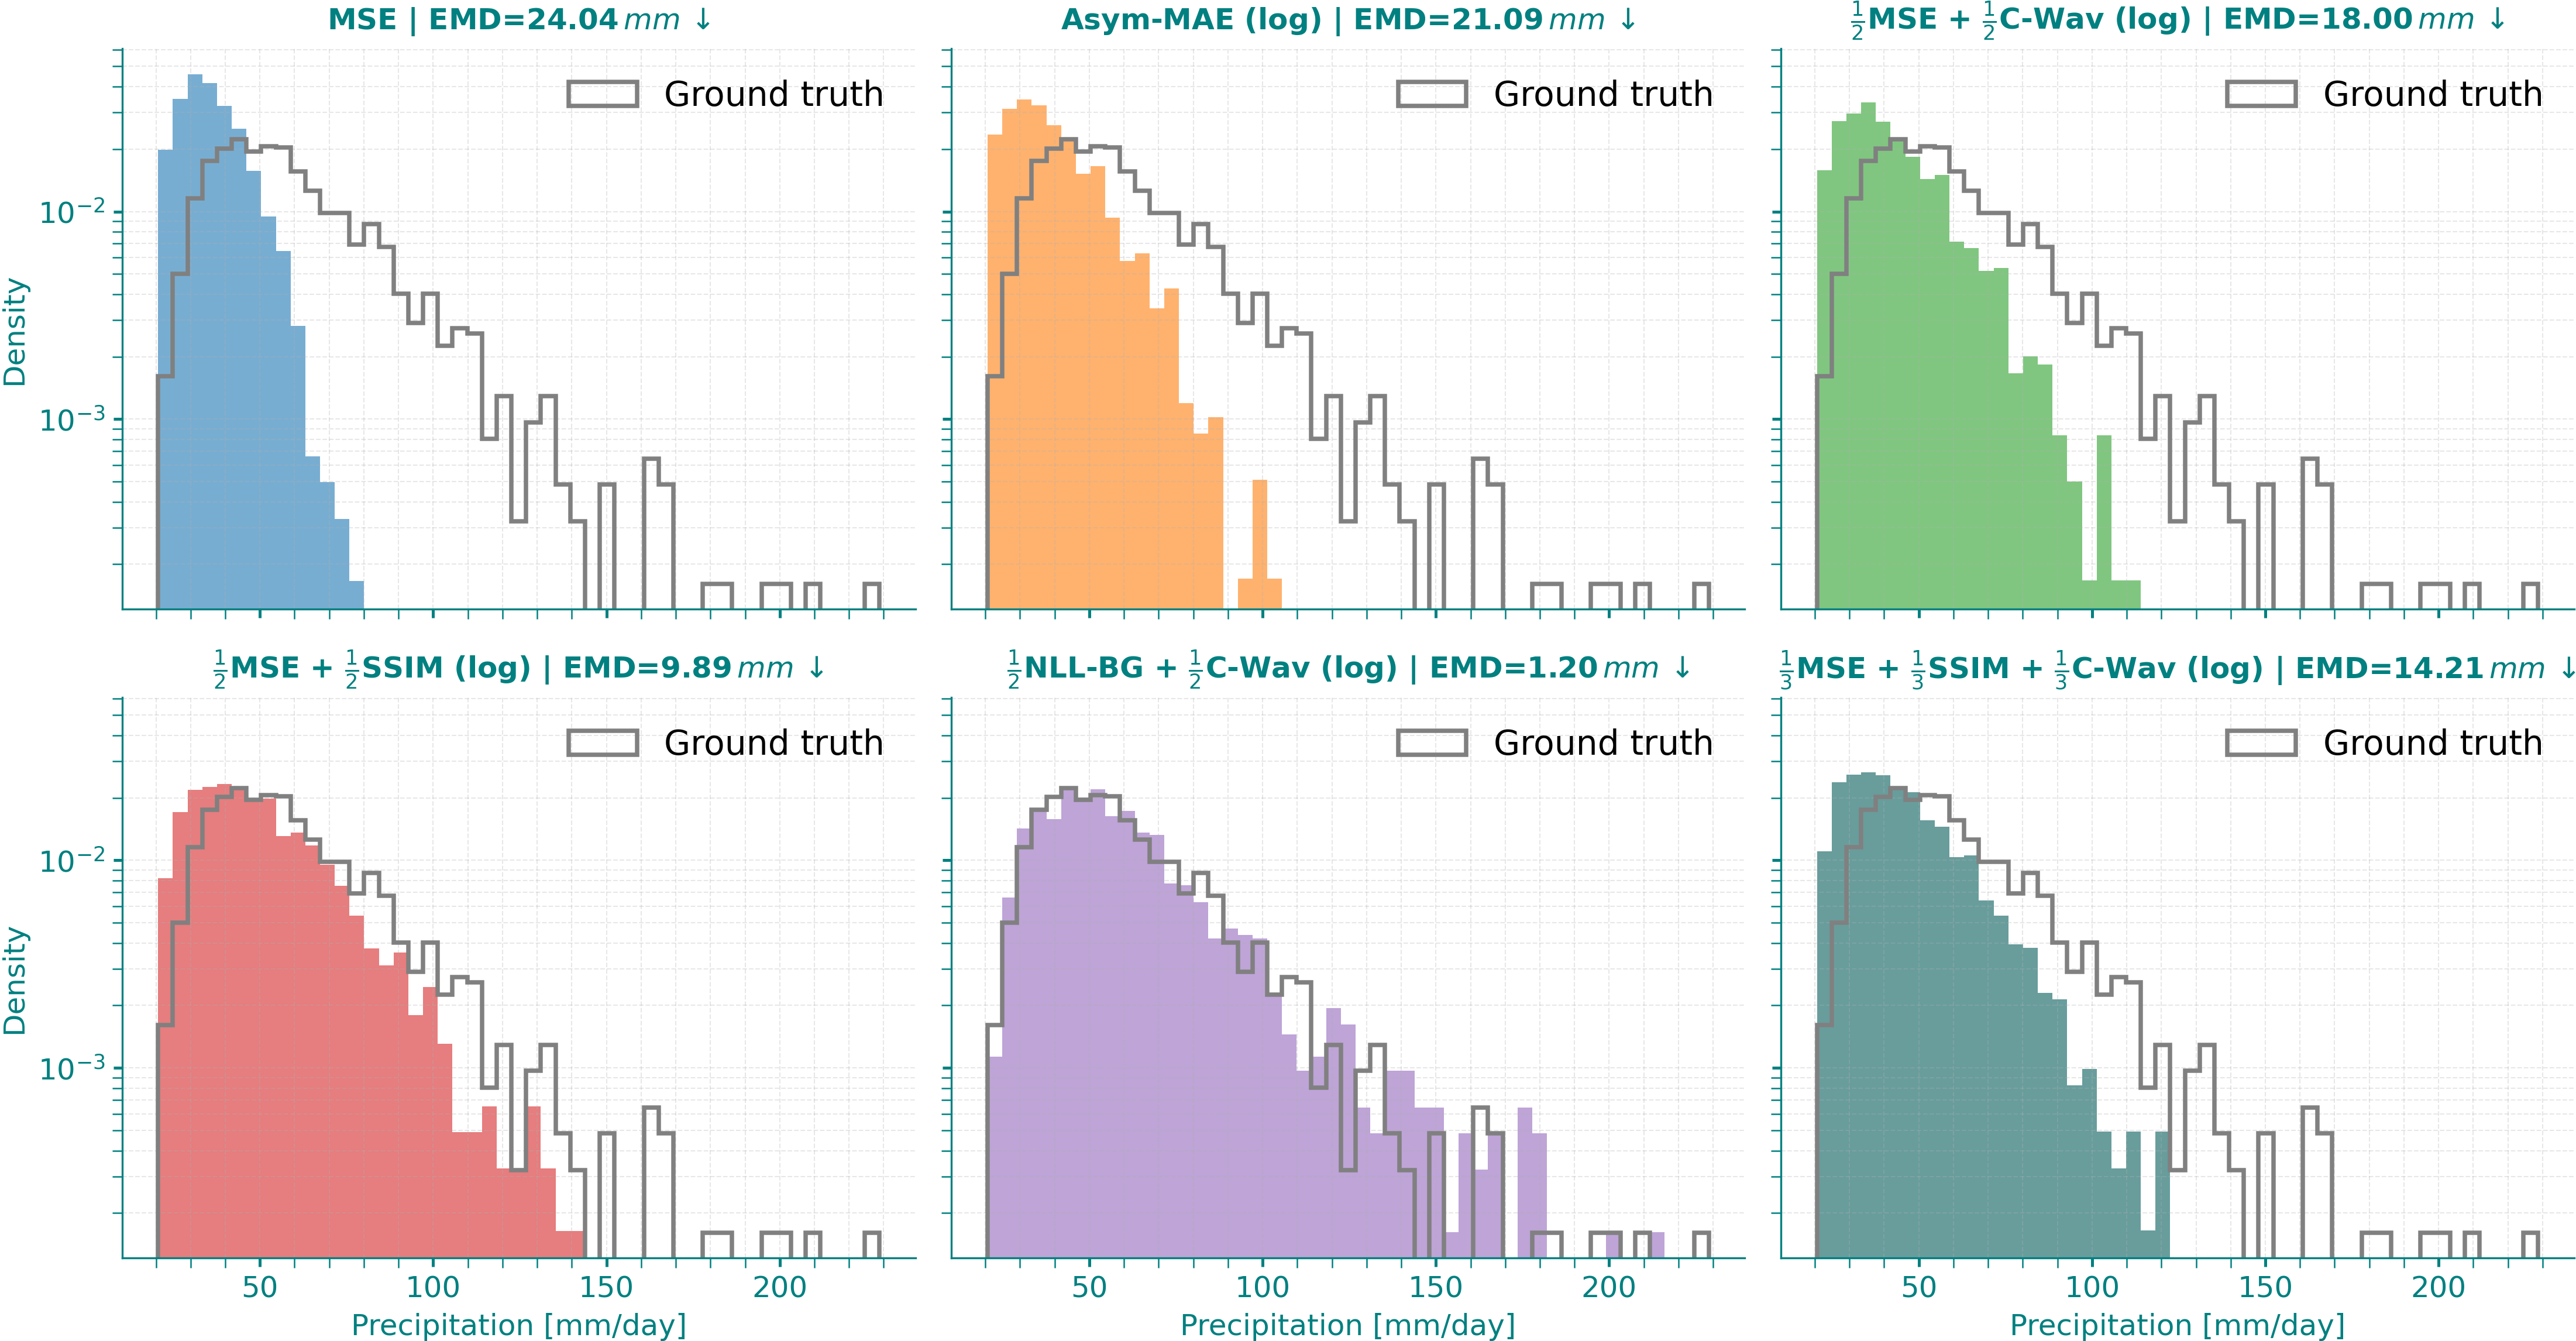 MSE | EMD=24.04 mm ↓
Asym-MAE (log) | EMD=21.09 mm ↓
½MSE + ½C-Wav (log) | EMD=18.00 mm ↓
Ground truth
Ground truth
Ground truth
Density
10⁻²
10⁻³
½MSE + ½SSIM (log) | EMD=9.89 mm ↓
½NLL-BG + ½C-Wav (log) | EMD=1.20 mm ↓
⅓MSE + ⅓SSIM + ⅓C-Wav (log) | EMD=14.21 mm ↓
Ground truth
Ground truth
Ground truth
Density
10⁻²
10⁻³
50 100 150 200
50 100 150 200
50 100 150 200
Precipitation [mm/day]
Precipitation [mm/day]
Precipitation [mm/day]